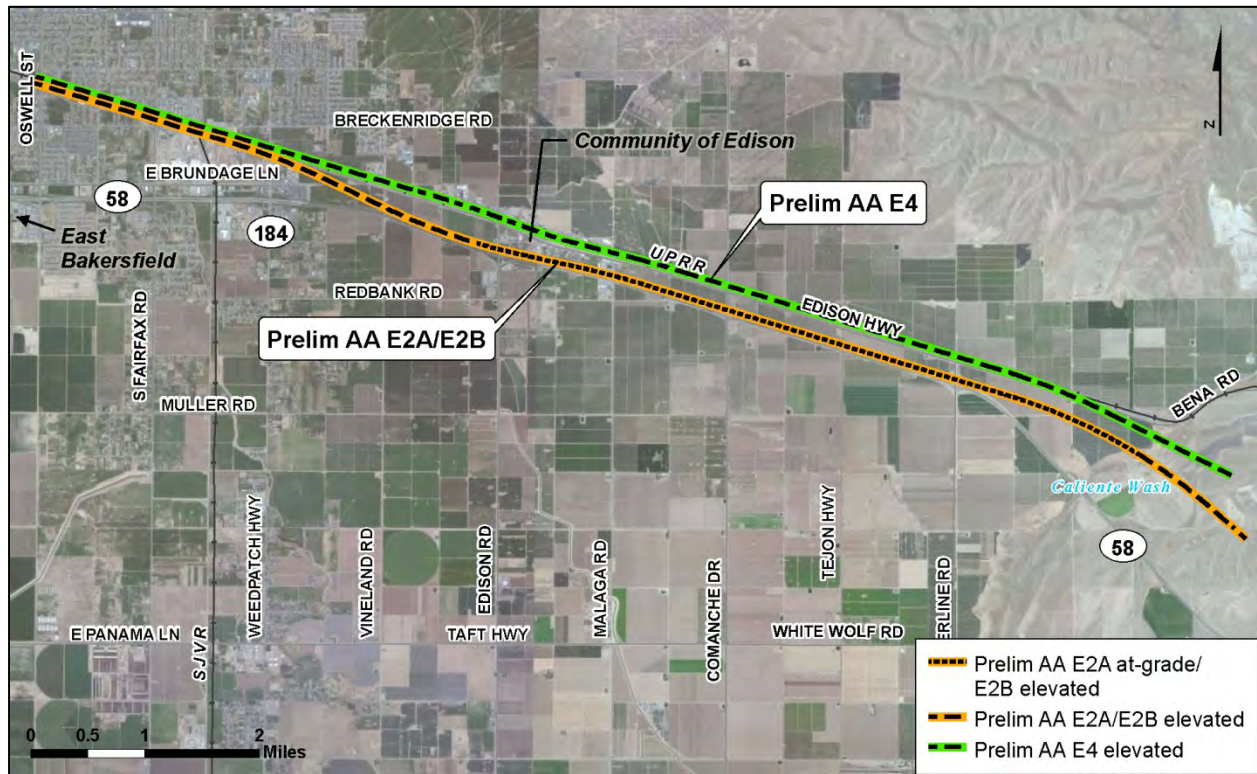 OSWELL ST
BRECKENRIDGE RD
Community of Edison
E BRUNDAGE LN
58
184
East
Bakersfield
Prelim AA E4
UPRR
REDBANK RD
EDISON HWY
Prelim AA E2A/E2B
S FAIRFAX RD
MULLER RD
BENA RD
Caliente Wash
58
WEEDPATCH HWY
VINELAND RD
EDISON RD
MALAGA RD
COMANCHE DR
TEJON HWY
ERLINE RD
E PANAMA LN
SJVR
TAFT HWY
WHITE WOLF RD
N
Prelim AA E2A at-grade/
E2B elevated
Prelim AA E2A/E2B elevated
Prelim AA E4 elevated
0 0.5 1 2
Miles